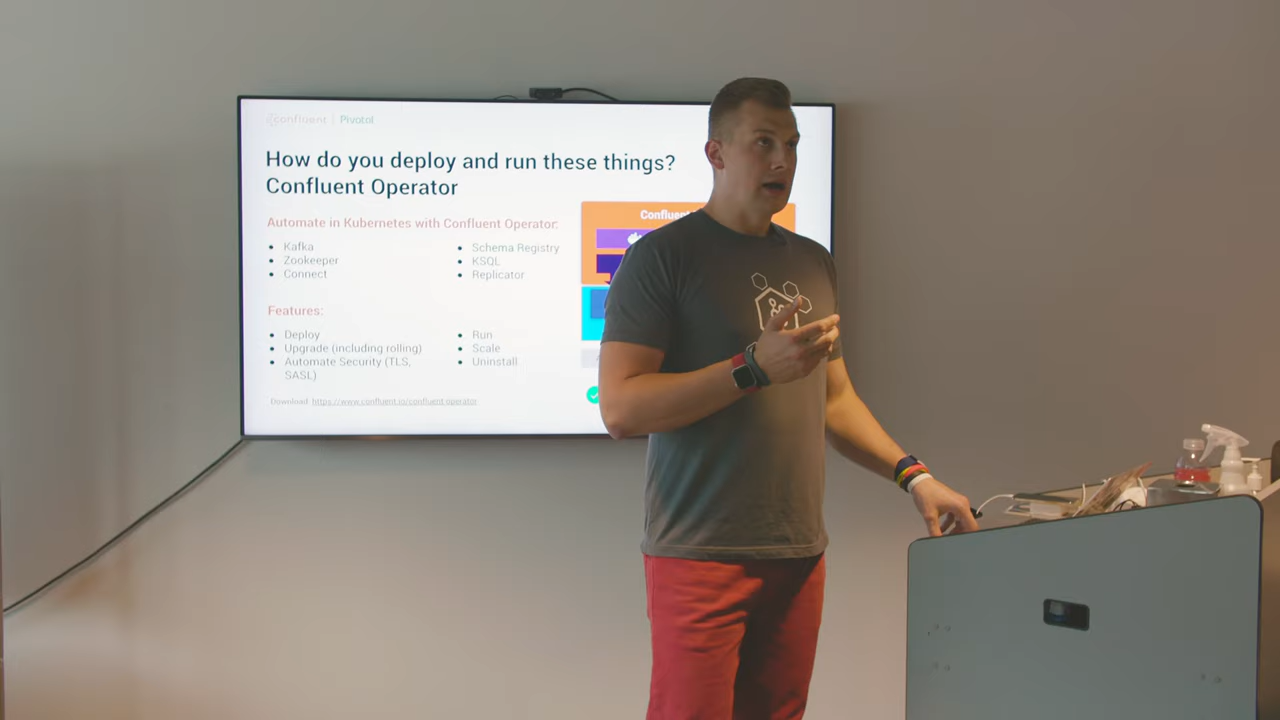 confluent | Pivotal
How do you deploy and run these things?
Confluent Operator
Automate in Kubernetes with Confluent Operator:
• Kafka
• Zookeeper
• Connect
• Schema Registry
• KSQL
• Replicator
Features:
• Deploy
• Upgrade (including rolling)
• Automate Security (TLS,
SASL)
• Run
• Scale
• Uninstall
Download: https://www.confluent.io/confluent-operator